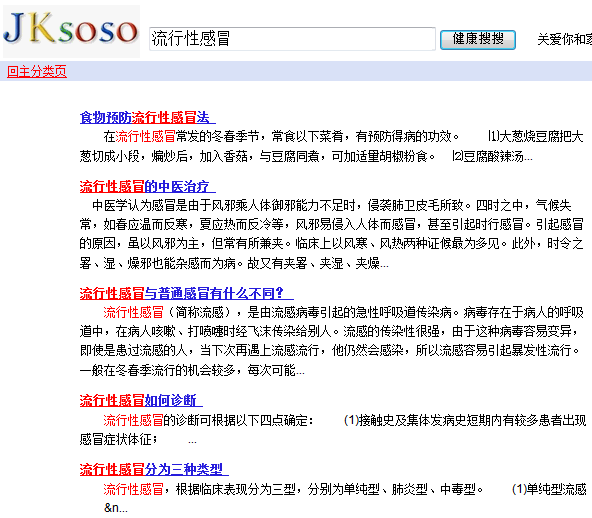 JKsoso 流行性感冒 健康搜搜 关爱你和家
回主分类页
食物预防流行性感冒法
在流行性感冒常发的冬春季节，常食以下菜肴，有预防得病的功效。 ⑴大葱烧豆腐把大
葱切成小段，煸炒后，加入香菇，与豆腐同煮，可加适量胡椒粉食。 ⑵豆腐酸辣汤...
流行性感冒的中医治疗
中医学认为感冒是由于风邪乘人体御邪能力不足时，侵袭肺卫皮毛所致。四时之中，气候失
常，如春应温而反寒，夏应热而反冷等，风邪易侵入人体而感冒，甚至引起时行感冒。引起感冒
的原因，虽以风邪为主，但常有所兼夹。临床上以风寒、风热两种证候最为多见。此外，时令之
暑、湿、燥邪也能杂感而为病。故又有夹暑、夹湿、夹燥...
流行性感冒与普通感冒有什么不同？
流行性感冒（简称流感），是由流感病毒引起的急性呼吸道传染病。病毒存在于病人的呼吸
道中，在病人咳嗽、打喷嚏时经飞沫传染给别人。流感的传染性很强，由于这种病毒容易变异，
即使是患过流感的人，当下次再遇上流感流行，他仍然会感染，所以流感容易引起暴发性流行。
一般在冬春季流行的机会较多，每次可能...
流行性感冒如何诊断
流行性感冒的诊断可根据以下四点确定： (1)接触史及集体发病史短期内有较多患者出现
感冒症状体征； ...
流行性感冒分为三种类型
流行性感冒，根据临床表现分为三型，分别为单纯型、肺炎型、中毒型。 (1)单纯型流感
&n...